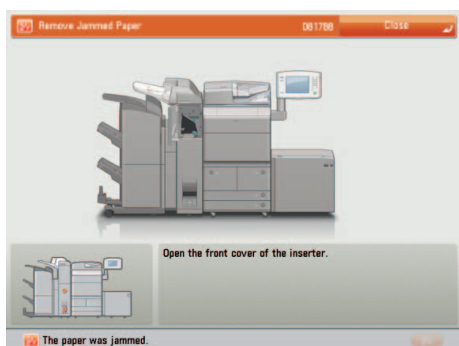 Remove Jammed Paper
081708
Close
Open the front cover of the inserter.
The paper was jammed.